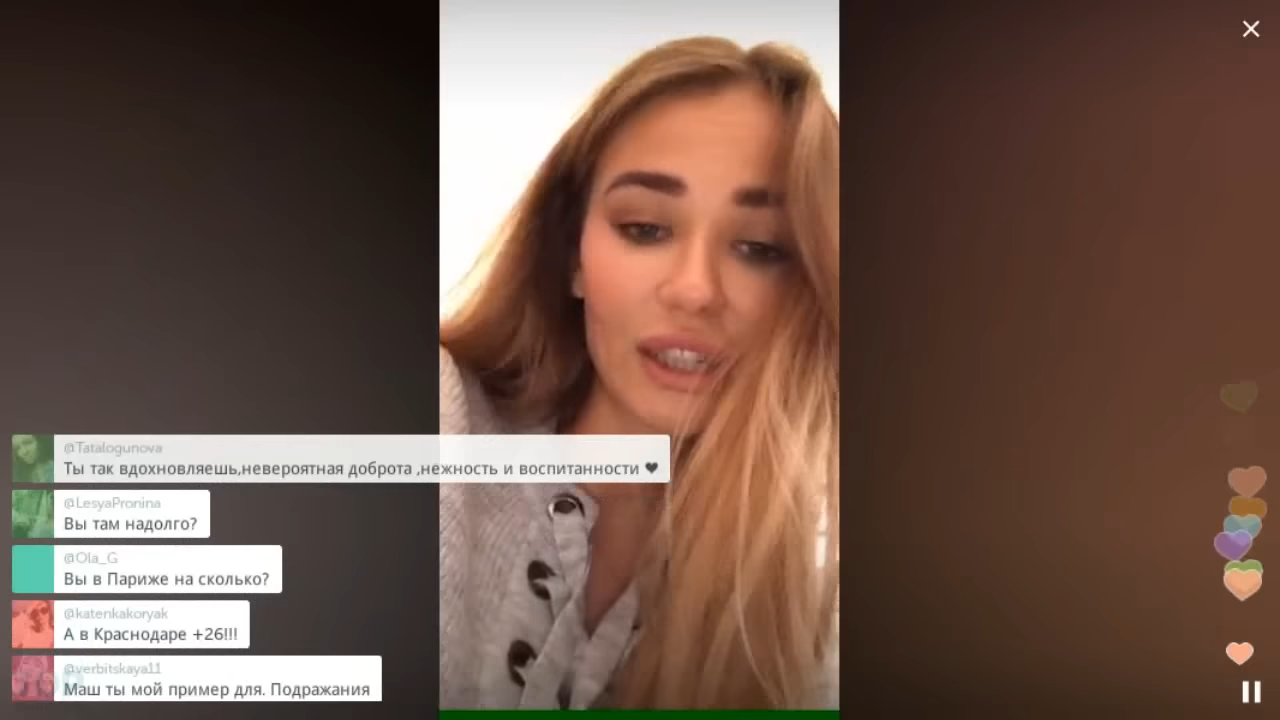 @Tatalogunova
Ты так вдохновляешь,невероятная доброта ,нежность и воспитанности ❤
@LesyaPronina
Вы там надолго?
@Ola_G
Вы в Париже на сколько?
@katenkakoryak
А в Краснодаре +26!!!
@verbitskaya11
Маш ты мой пример для. Подражания